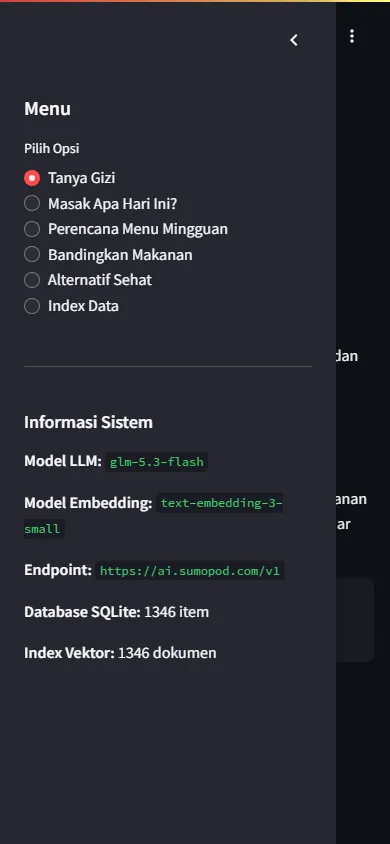 Menu
Pilih Opsi
Tanya Gizi
Masak Apa Hari Ini?
Perencana Menu Mingguan
Bandingkan Makanan
Alternatif Sehat
Index Data
dan
Informasi Sistem
Model LLM: glm-5.3-flash
Model Embedding: text-embedding-3-
small
anan
ar
Endpoint: https://ai.sumopod.com/v1
Database SQLite: 1346 item
Index Vektor: 1346 dokumen